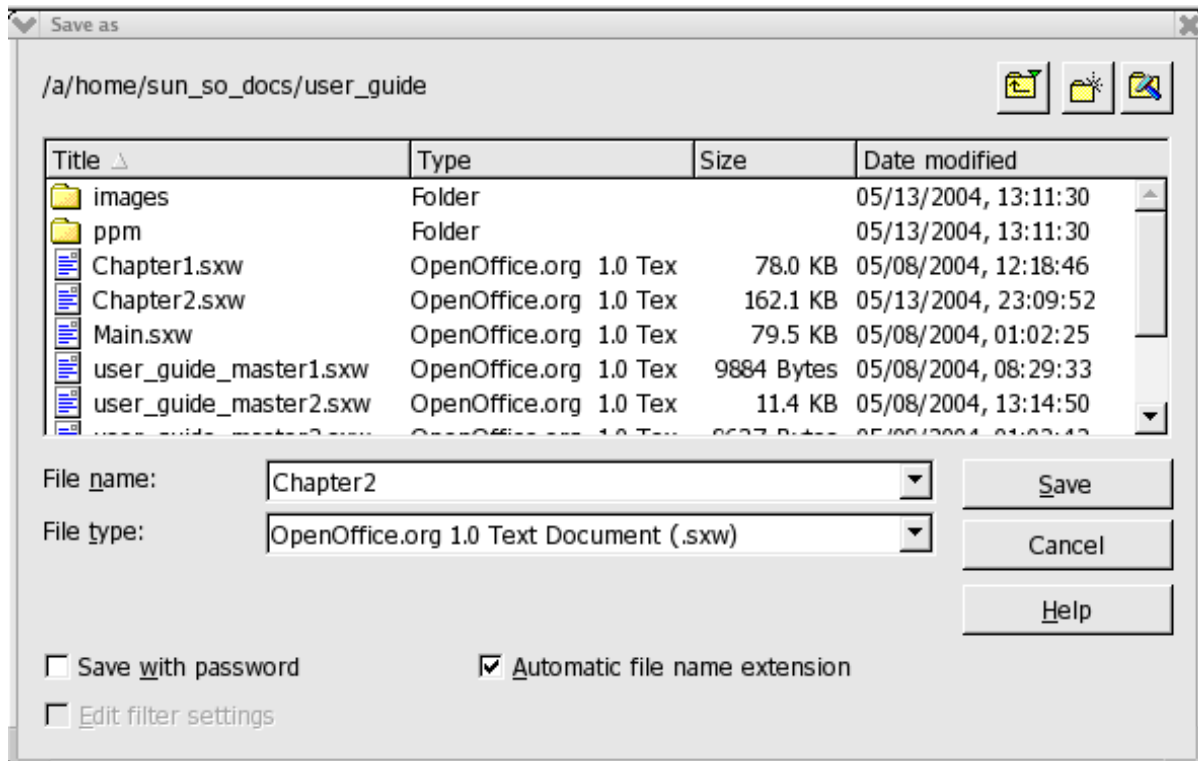 Save as
/a/home/sun_so_docs/user_guide
Title Type Size Date modified
images Folder 05/13/2004, 13:11:30
ppm Folder 05/13/2004, 13:11:30
Chapter1.sxw OpenOffice.org 1.0 Tex 78.0 KB 05/08/2004, 12:18:46
Chapter2.sxw OpenOffice.org 1.0 Tex 162.1 KB 05/13/2004, 23:09:52
Main.sxw OpenOffice.org 1.0 Tex 79.5 KB 05/08/2004, 01:02:25
user_guide_master1.sxw OpenOffice.org 1.0 Tex 9884 Bytes 05/08/2004, 08:29:33
user_guide_master2.sxw OpenOffice.org 1.0 Tex 11.4 KB 05/08/2004, 13:14:50
File name: Chapter2 Save
File type: OpenOffice.org 1.0 Text Document (.sxw)
Cancel
Help
Save with password Automatic file name extension
Edit filter settings